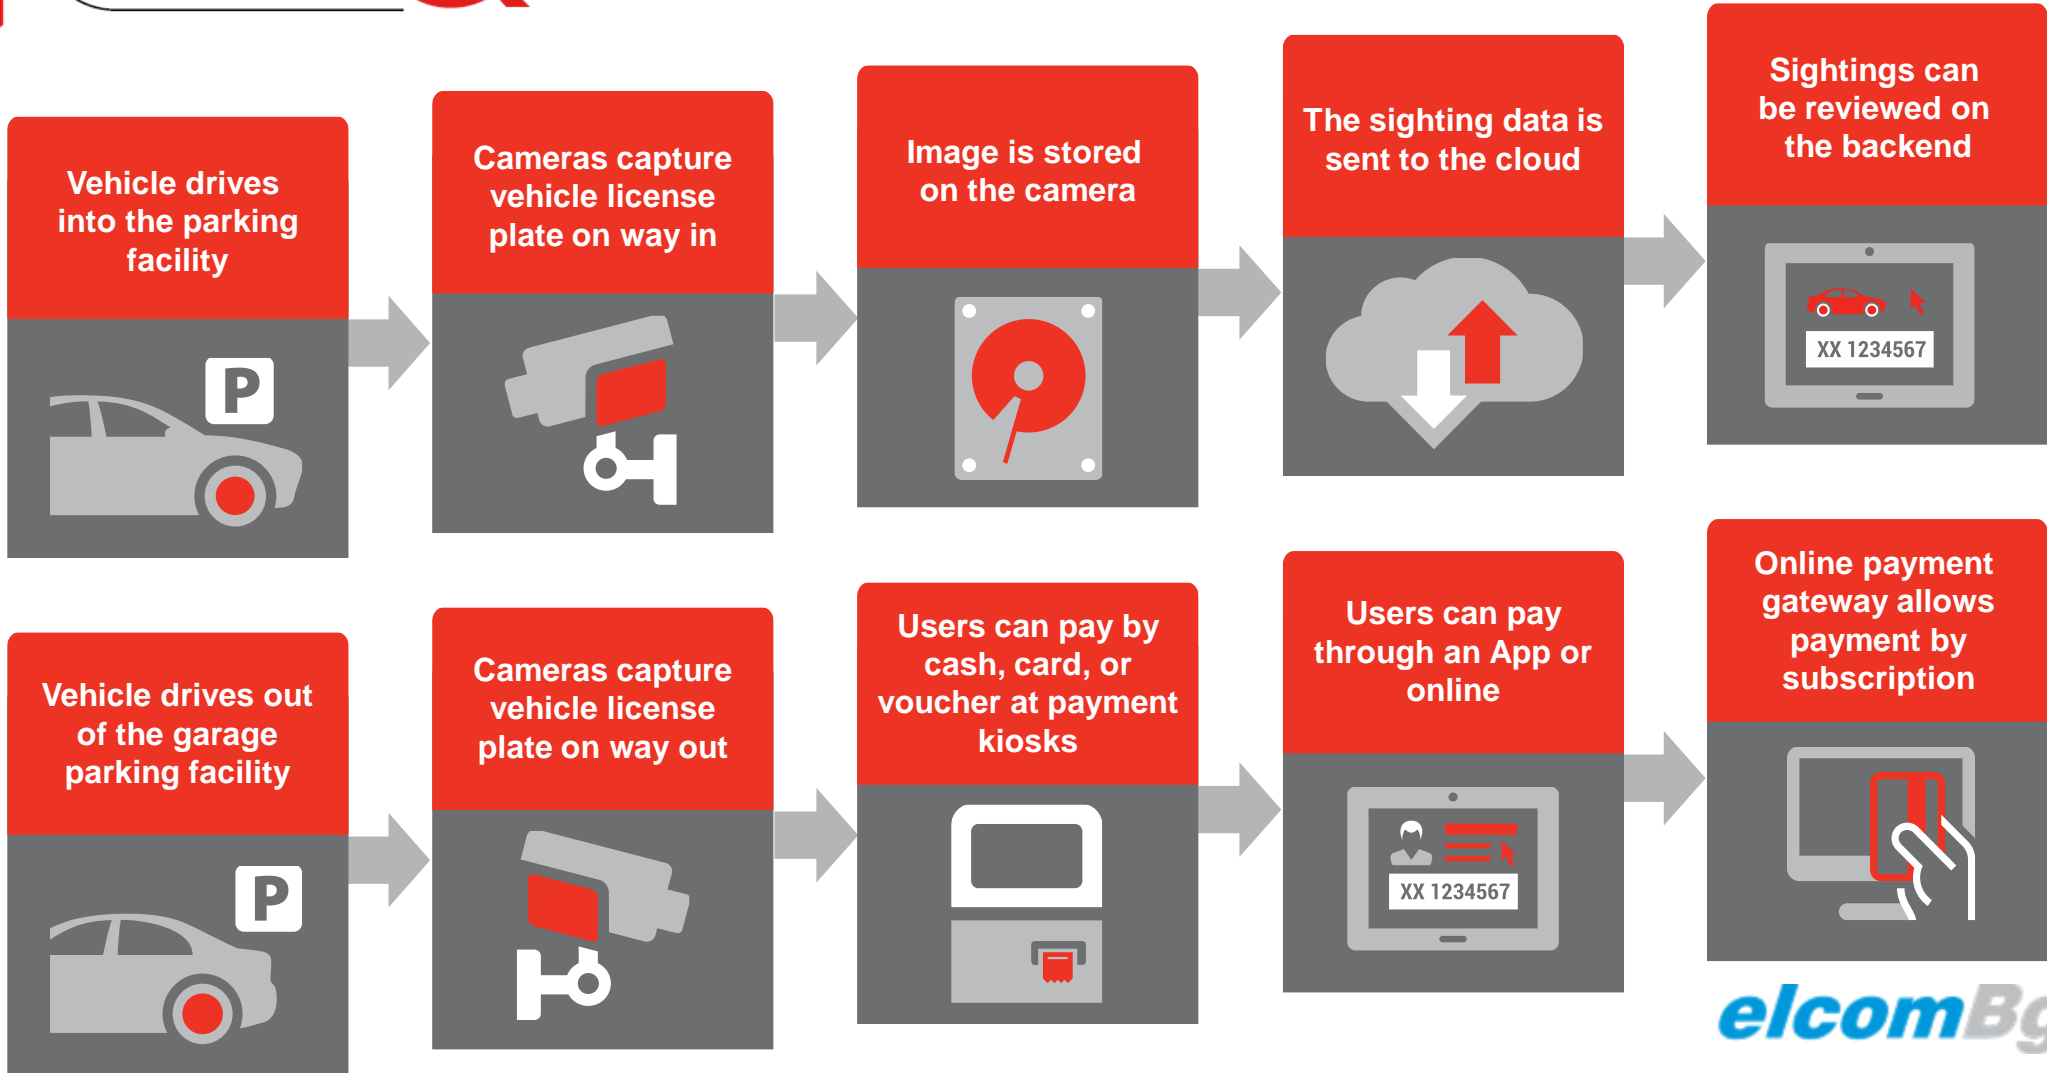 Vehicle drives
into the parking
facility
P
Cameras capture
vehicle license
plate on way in
Image is stored
on the camera
The sighting data is
sent to the cloud
Sightings can
be reviewed on
the backend
XX 1234567
Vehicle drives out
of the garage
parking facility
P
Cameras capture
vehicle license
plate on way out
Users can pay by
cash, card, or
voucher at payment
kiosks
Users can pay
through an App or
online
XX 1234567
Online payment
gateway allows
payment by
subscription
elcomBg